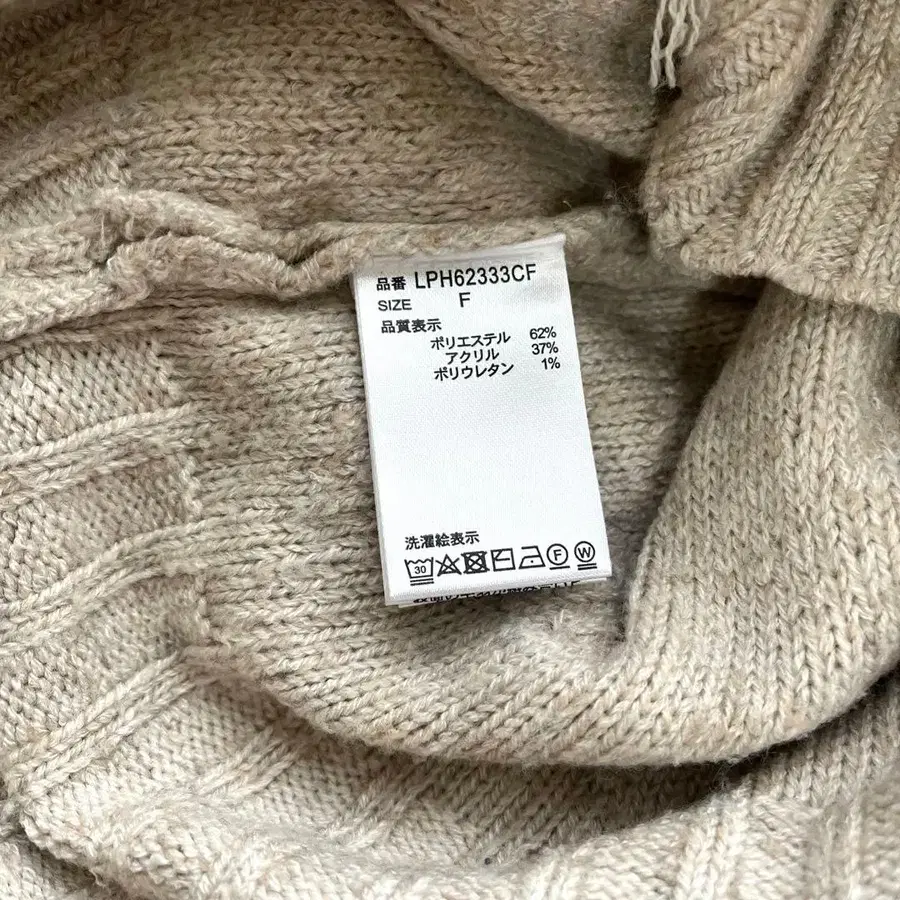 品番 LPH62333CF
SIZE F
品質表示
ポリエステル 62%
アクリル 37%
ポリウレタン 1%
洗濯絵表示
30 F W